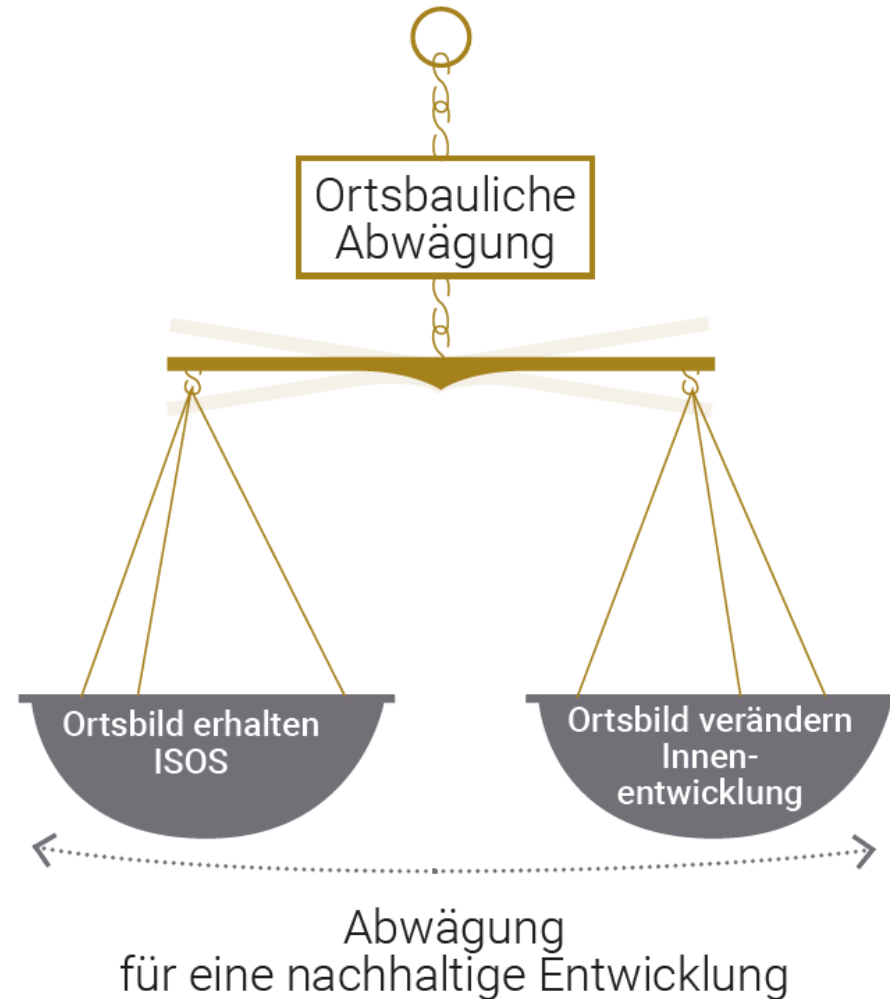 Ortsbauliche
Abwägung
Ortsbild erhalten
ISOS
Ortsbild verändern
Innen-
entwicklung
Abwägung
für eine nachhaltige Entwicklung